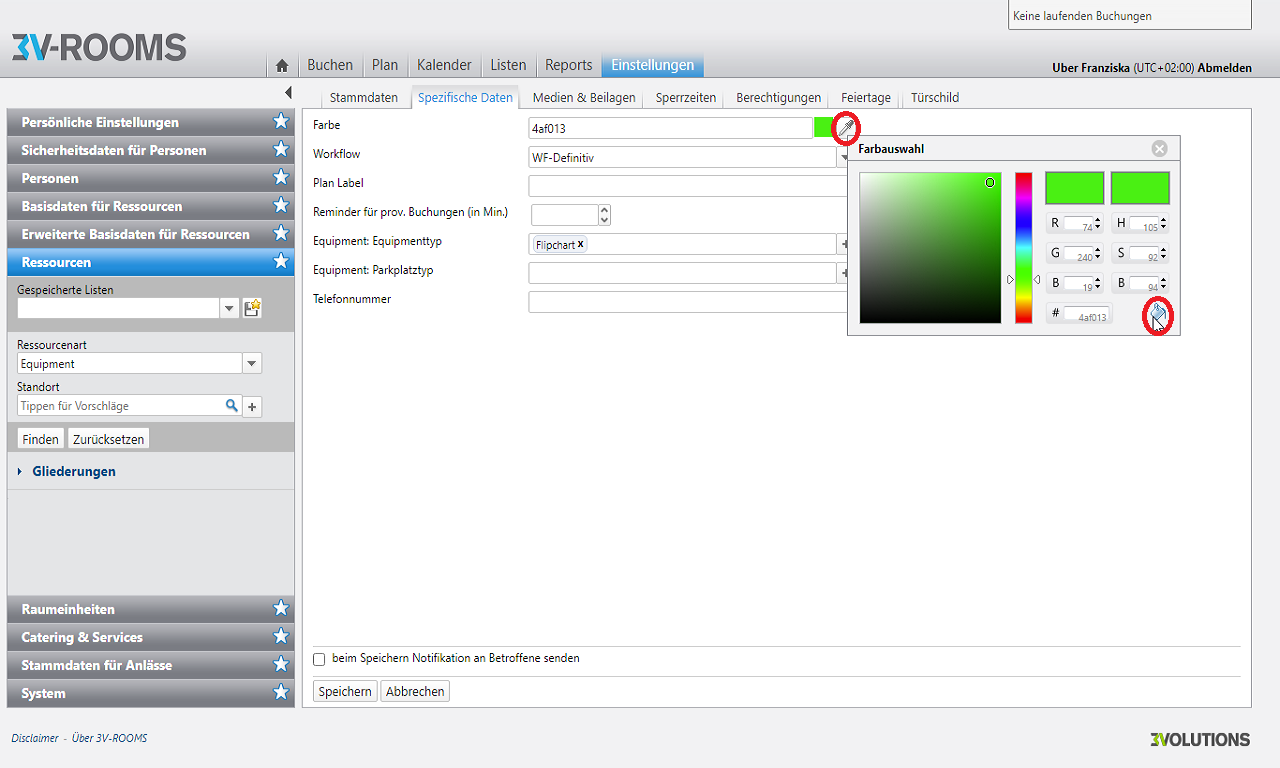 Keine laufenden Buchungen
3V-ROOMS
Buchen Plan Kalender Listen Reports Einstellungen
Uber Franziska (UTC+02:00) Abmelden
Stammdaten Spezifische Daten Medien & Beilagen Sperrzeiten Berechtigungen Feiertage Türschild
Persönliche Einstellungen
Sicherheitsdaten für Personen
Personen
Basisdaten für Ressourcen
Erweiterte Basisdaten für Ressourcen
Ressourcen
Gespeicherte Listen
Ressourcenart
Equipment
Standort
Tippen für Vorschläge
Finden Zurücksetzen
Gliederungen
Raumeinheiten
Catering & Services
Stammdaten für Anlässe
System
Farbe 4af013
Workflow WF-Definitiv
Plan Label
Reminder für prov. Buchungen (in Min.)
Equipment: Equipmenttyp Flipchart x
Equipment: Parkplatztyp
Telefonnummer
Farbauswahl
R 74 H 105
G 240 S 92
B 19 B 94
# 4af013
beim Speichern Notifikation an Betroffene senden
Speichern Abbrechen
Disclaimer - Über 3V-ROOMS
3VOLUTIONS